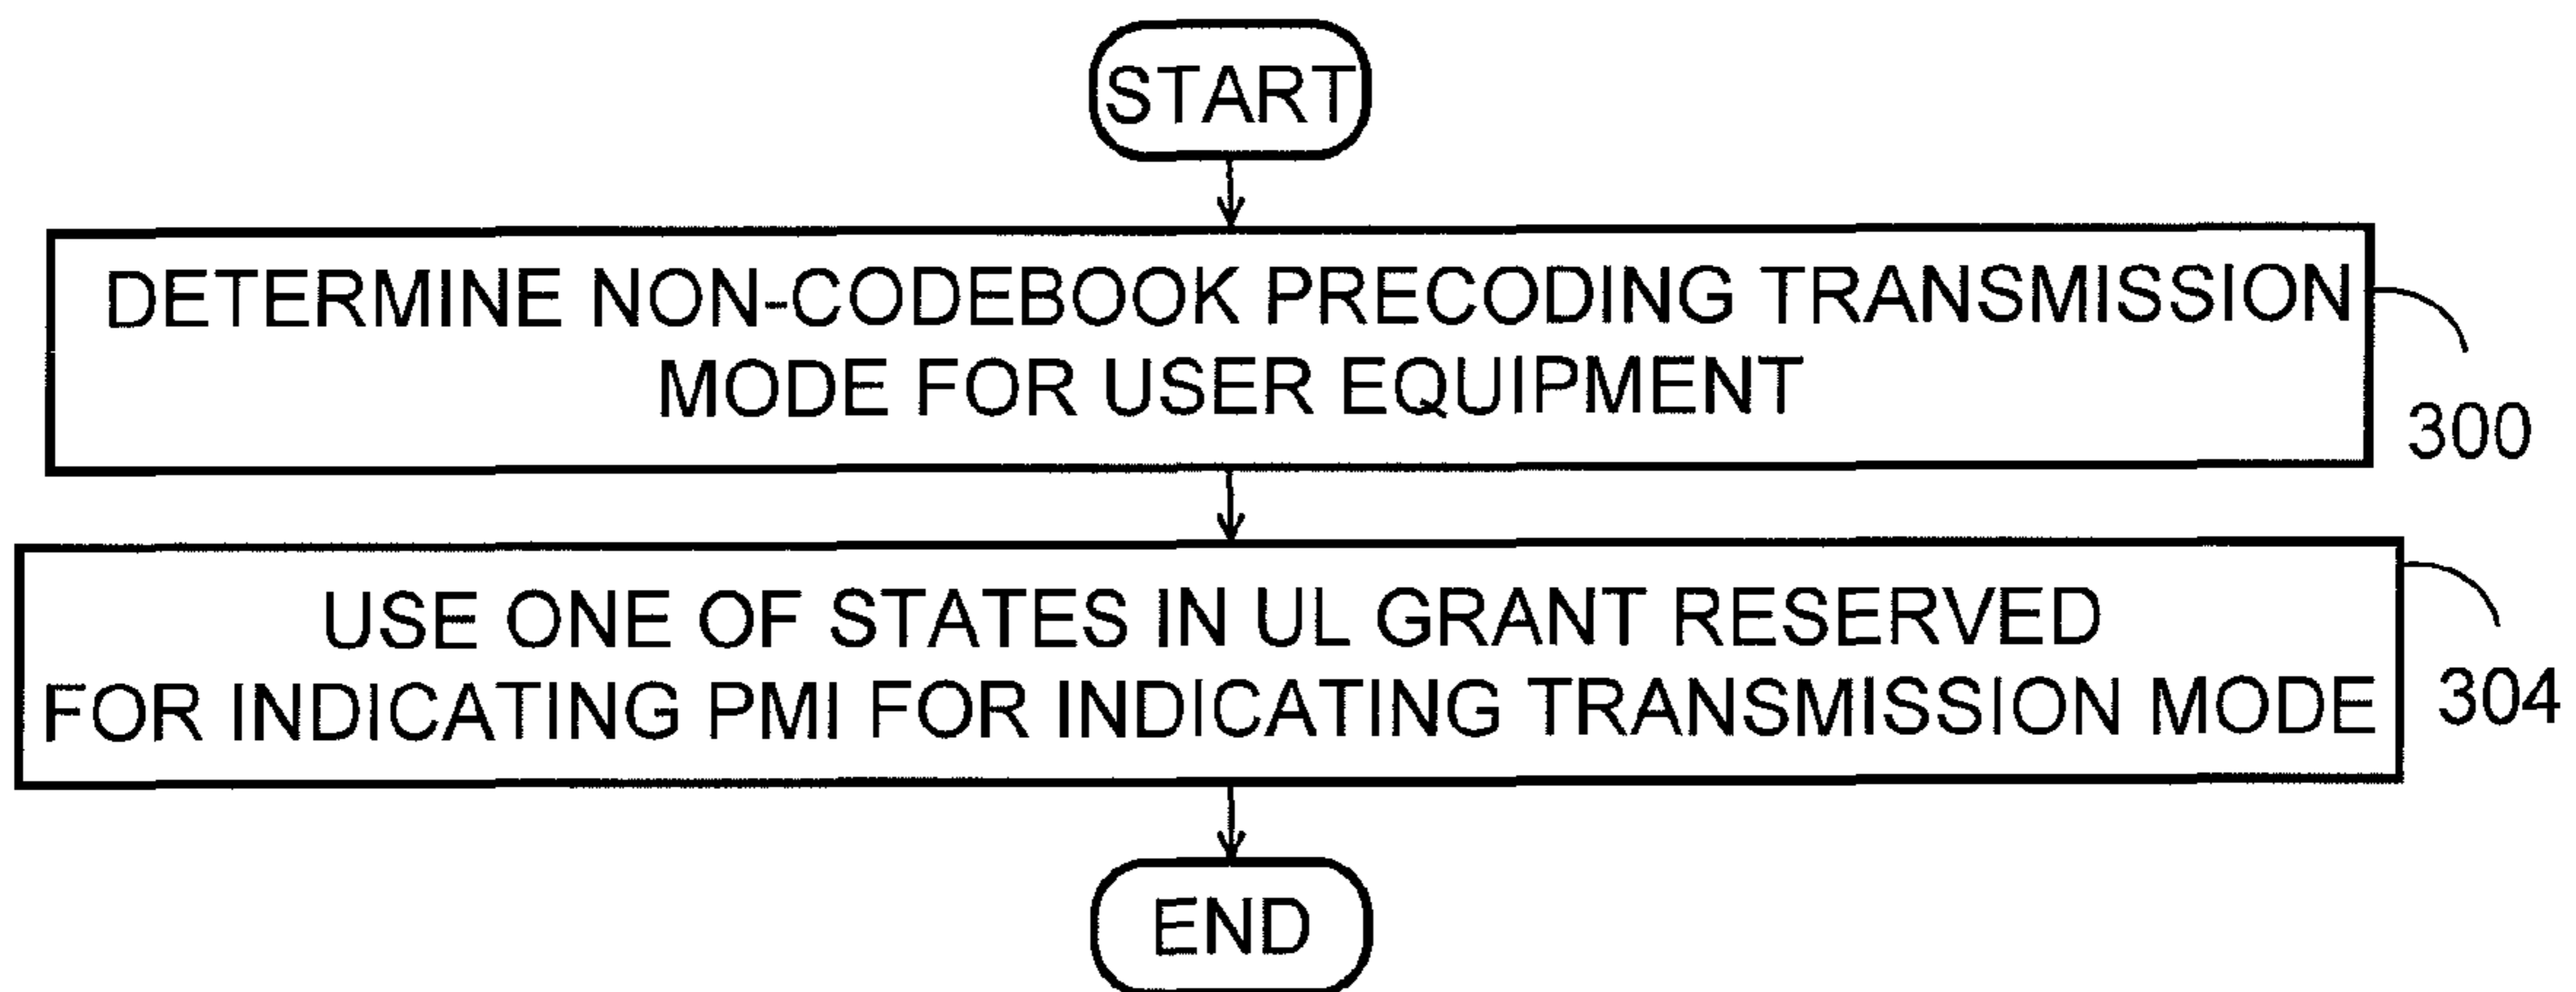 START
DETERMINE NON-CODEBOOK PRECODING TRANSMISSION
MODE FOR USER EQUIPMENT
300
USE ONE OF STATES IN UL GRANT RESERVED
FOR INDICATING PMI FOR INDICATING TRANSMISSION MODE
304
END